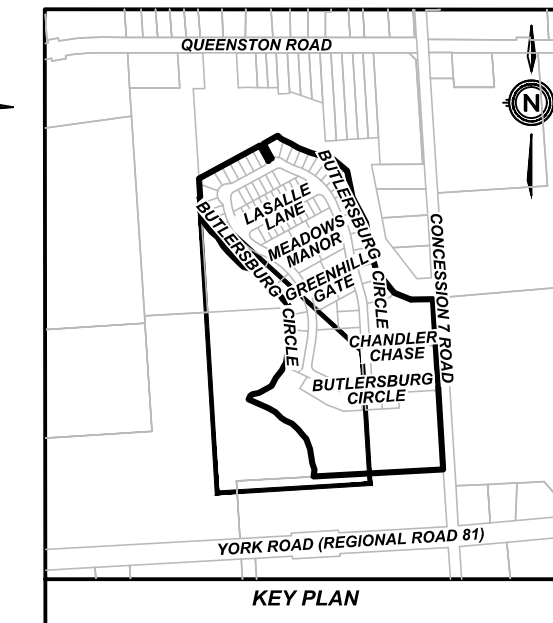 QUEENSTON ROAD
N
BUTLERSBURG CIRCLE
LASALLE
LANE
BUTLERSBURG CIRCLE
MEADOWS
MANOR
GREENHILL
GATE
CONCESSION 7 ROAD
CHANDLER
CHASE
BUTLERSBURG
CIRCLE
YORK ROAD (REGIONAL ROAD 81)
KEY PLAN